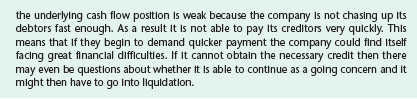 the underlying cash flow position is weak because the company is not chasing up its
debtors fast enough. As a result it is not able to pay its creditors very quickly. This
means that if they begin to demand quicker payment the company could find itself
facing great financial difficulties. If it cannot obtain the necessary credit then there
may even be questions about whether it is able to continue as a going concern and it
might then have to go into liquidation.